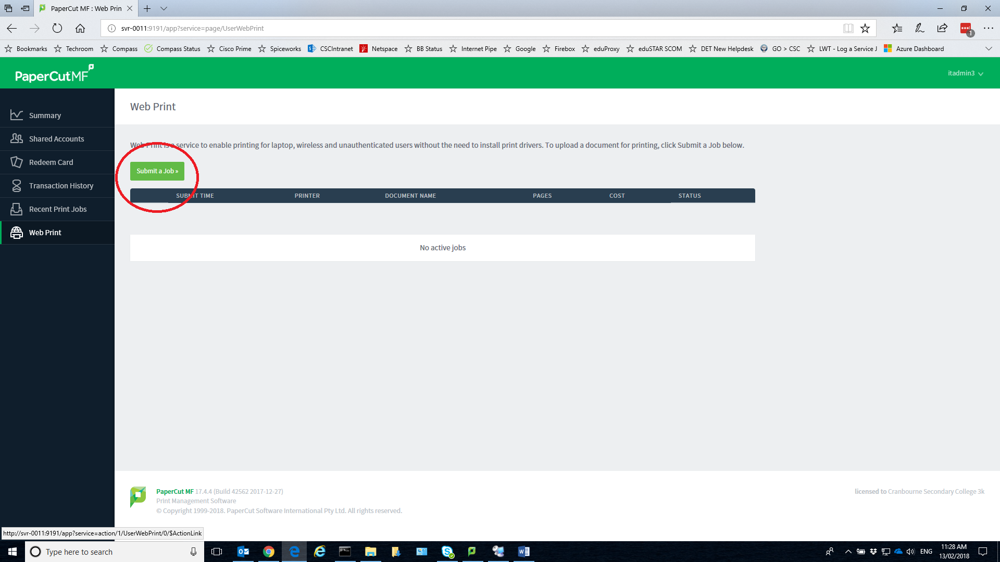 PaperCut MF : Web Prin
svr-0011:9191/app?service=page/UserWebPrint
1
Bookmarks Techroom Compass Compass Status Cisco Prime Spiceworks CSCIntranet Netspace BB Status Internet Pipe Google Firebox eduProxy eduSTAR SCOM DET New Helpdesk GO > CSC LWT - Log a Service J Azure Dashboard
PaperCut MF
itadmin3
Summary
Shared Accounts
Redeem Card
Transaction History
Recent Print Jobs
Web Print
Web Print
Web Print is a service to enable printing for laptop, wireless and unauthenticated users without the need to install print drivers. To upload a document for printing, click Submit a Job below.
Submit a Job »
SUBMIT TIME PRINTER DOCUMENT NAME PAGES COST STATUS
No active jobs
PaperCut MF 17.4.4 (Build 42562 2017-12-27)
Print Management Software
© Copyright 1999-2018. PaperCut Software International Pty Ltd. All rights reserved.
licensed to Cranbourne Secondary College 3k
http://svr-0011:9191/app?service=action/1/UserWebPrint/0/$ActionLink
Type here to search
ENG
11:28 AM
13/02/2018